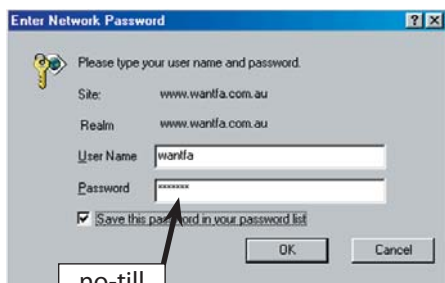 Enter Network Password
Please type your user name and password.
Site: www.wantfa.com.au
Realm www.wantfa.com.au
User Name wantfa
Password xxxxxxx
Save this password in your password list
OK Cancel
no-till